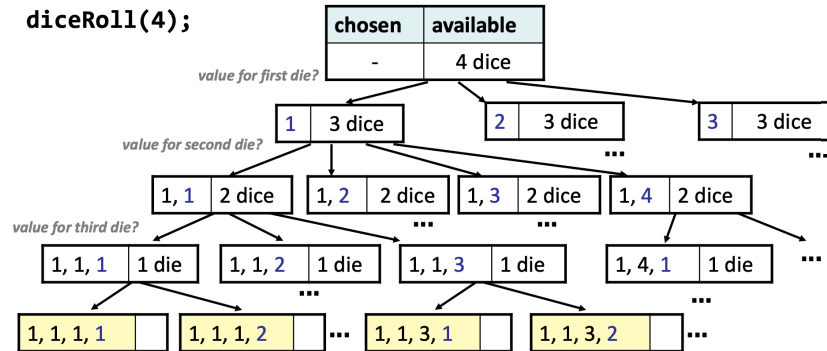 diceRoll(4);
chosen available
- 4 dice
value for first die?
1 3 dice
2 3 dice
3 3 dice
... ...
value for second die?
1, 1 2 dice
1, 2 2 dice
1, 3 2 dice
1, 4 2 dice
... ...
value for third die?
1, 1, 1 1 die
1, 1, 2 1 die
1, 1, 3 1 die
1, 4, 1 1 die
...
... ...
1, 1, 1, 1
1, 1, 1, 2
...
1, 1, 3, 1
1, 1, 3, 2
...